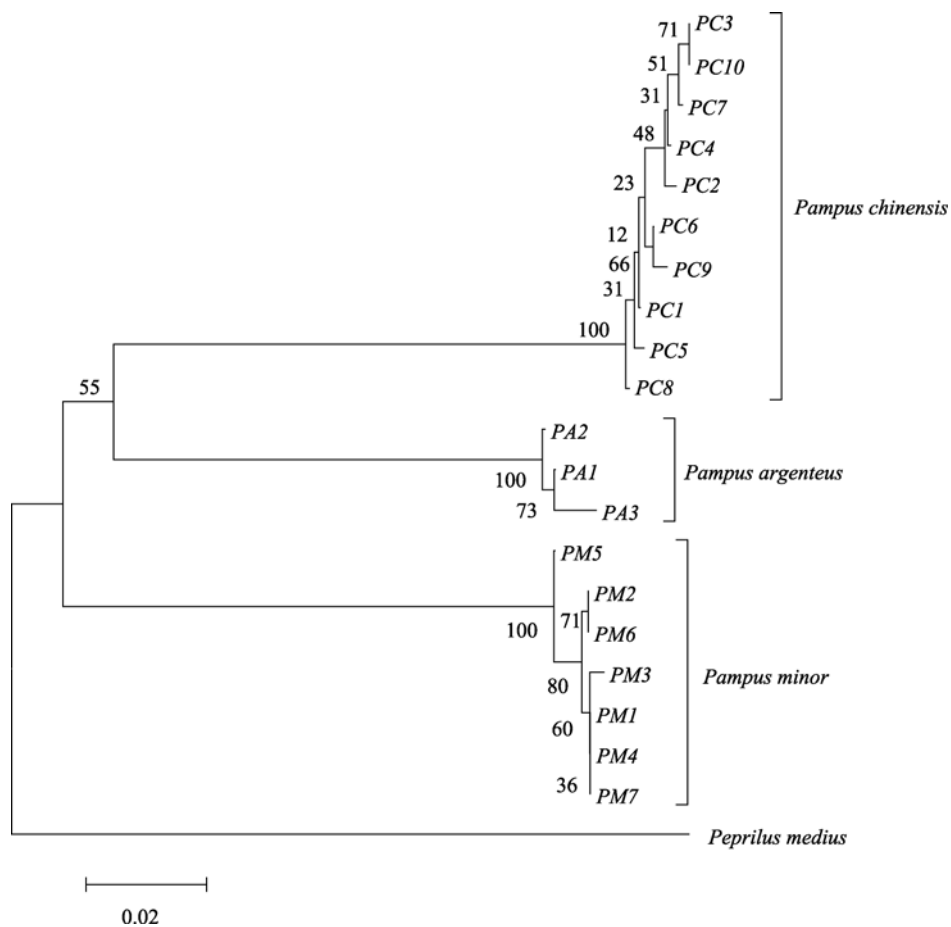 PC3
71
PC10
51
PC7
31
PC4
48
PC2
23
Pampus chinensis
PC6
12
66
PC9
31
PC1
100
PC5
55
PC8
PA2
PA1
Pampus argenteus
100
73
PA3
PM5
PM2
71
100
PM6
PM3
Pampus minor
80
PM1
60
PM4
36
PM7
Peprilus medius
0.02